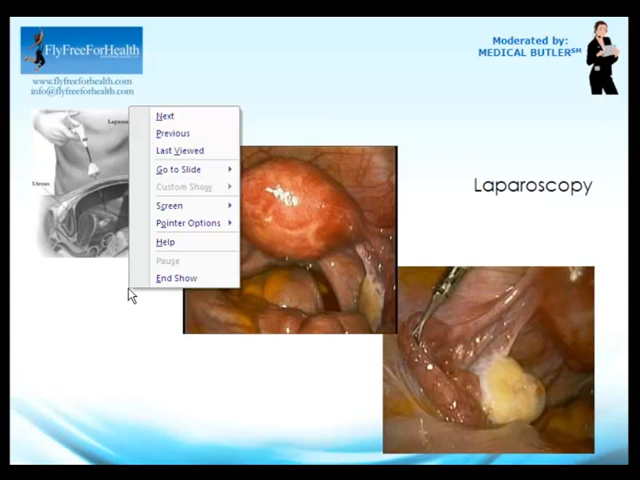 FlyFreeForHealth
www.flyfreeforhealth.com
info@flyfreeforhealth.com
Moderated by:
MEDICAL BUTLER℠
Uterus
Next
Previous
Last Viewed
Go to Slide
Custom Show
Screen
Pointer Options
Help
Pause
End Show
Laparoscopy